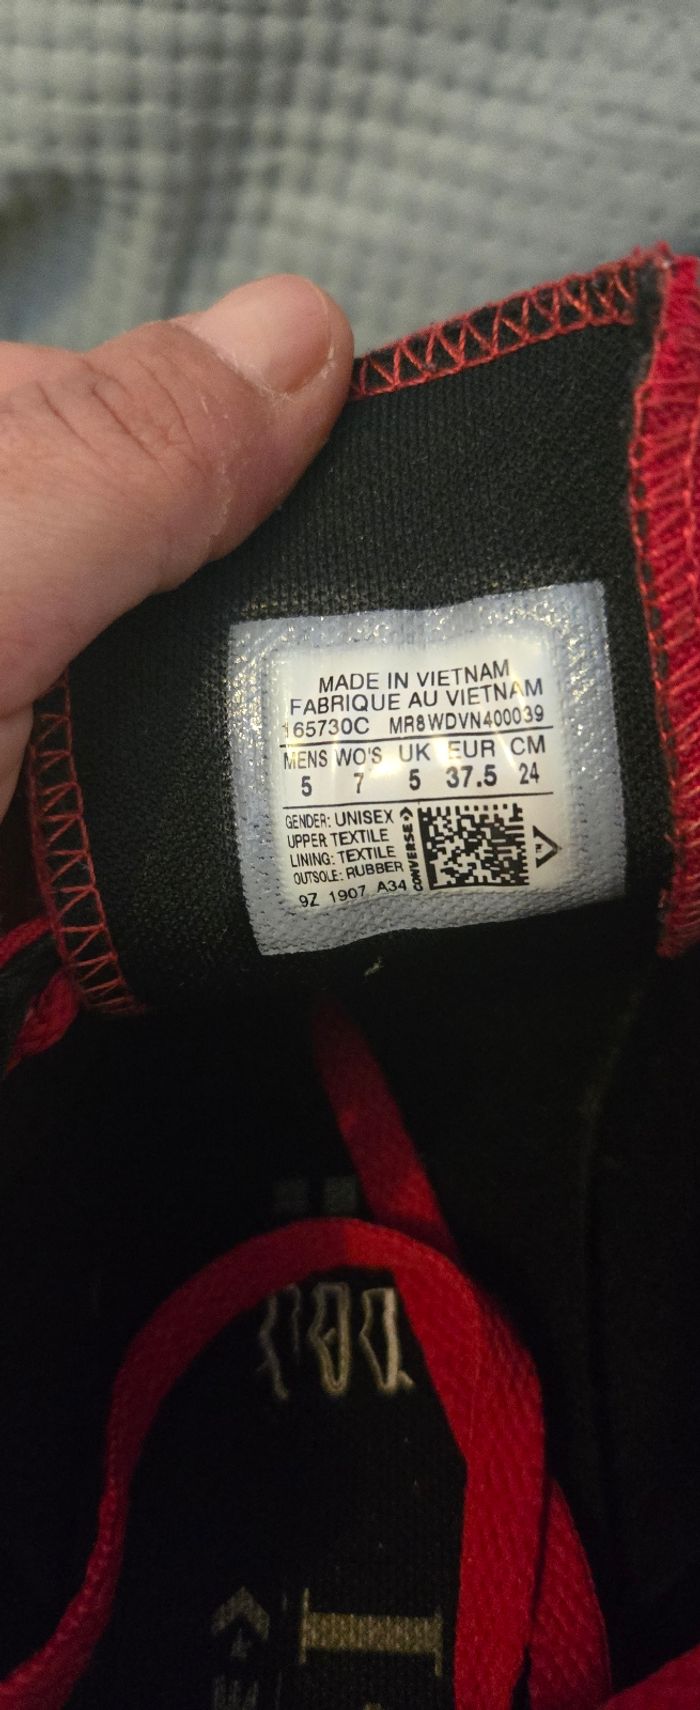 MADE IN VIETNAM
FABRIQUE AU VIETNAM
165730C MR8WDVN400039
MENS WO'S UK EUR CM
5 7 5 37.5 24
GENDER: UNISEX
UPPER TEXTILE
LINING: TEXTILE
OUTSOLE: RUBBER
9Z 1907 A34
CONVERSE